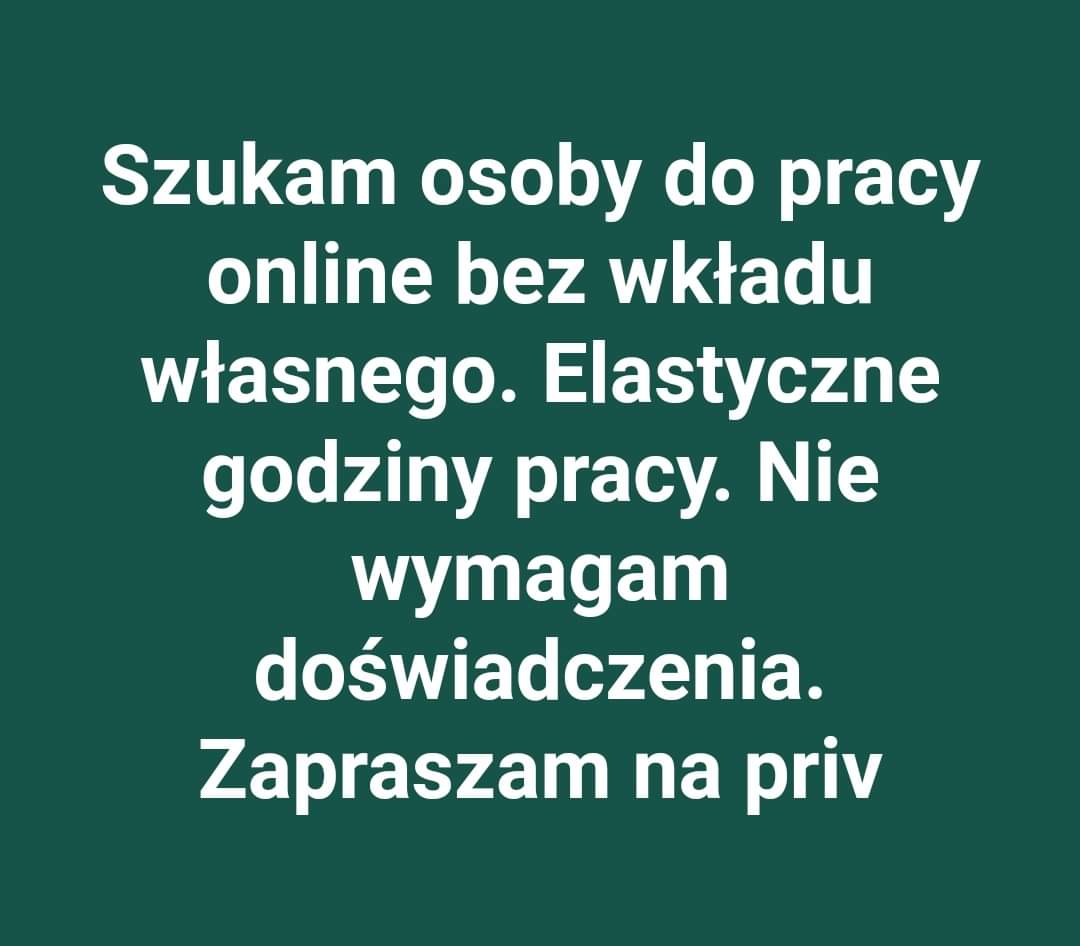 Szukam osoby do pracy
online bez wkładu
własnego. Elastyczne
godziny pracy. Nie
wymagam
doświadczenia.
Zapraszam na priv